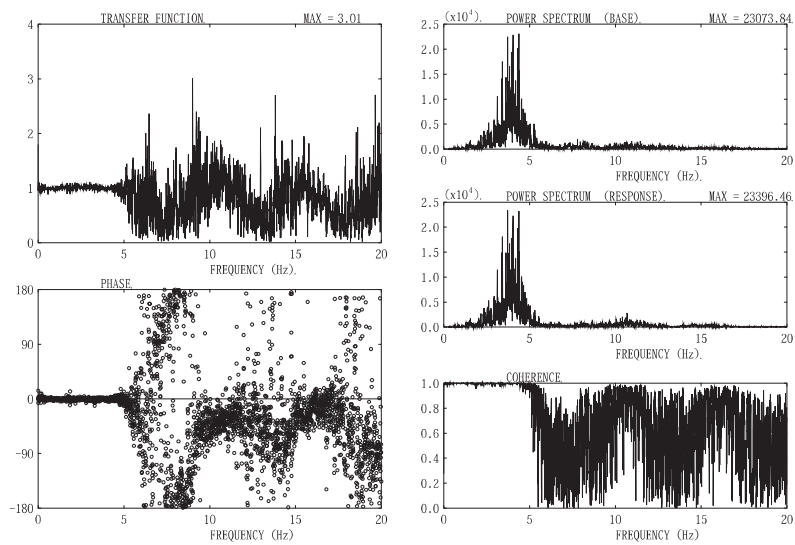 TRANSFER FUNCTION. MAX = 3.01
4
3
2
1
0
0 5 10 15 20
FREQUENCY (Hz).
PHASE.
180
90
0
-90
-180
0 5 10 15 20
FREQUENCY (Hz)
(x10⁴). POWER SPECTRUM (BASE). MAX = 23073.84.
2.5
2.0
1.5
1.0
0.5
0.0
0 5 10 15 20
FREQUENCY (Hz).
(x10⁴). POWER SPECTRUM (RESPONSE). MAX = 23396.46.
2.5
2.0
1.5
1.0
0.5
0.0
0 5 10 15 20
FREQUENCY (Hz).
COHERENCE.
1.0
0.8
0.6
0.4
0.2
0.0
0 5 10 15 20
FREQUENCY (Hz)